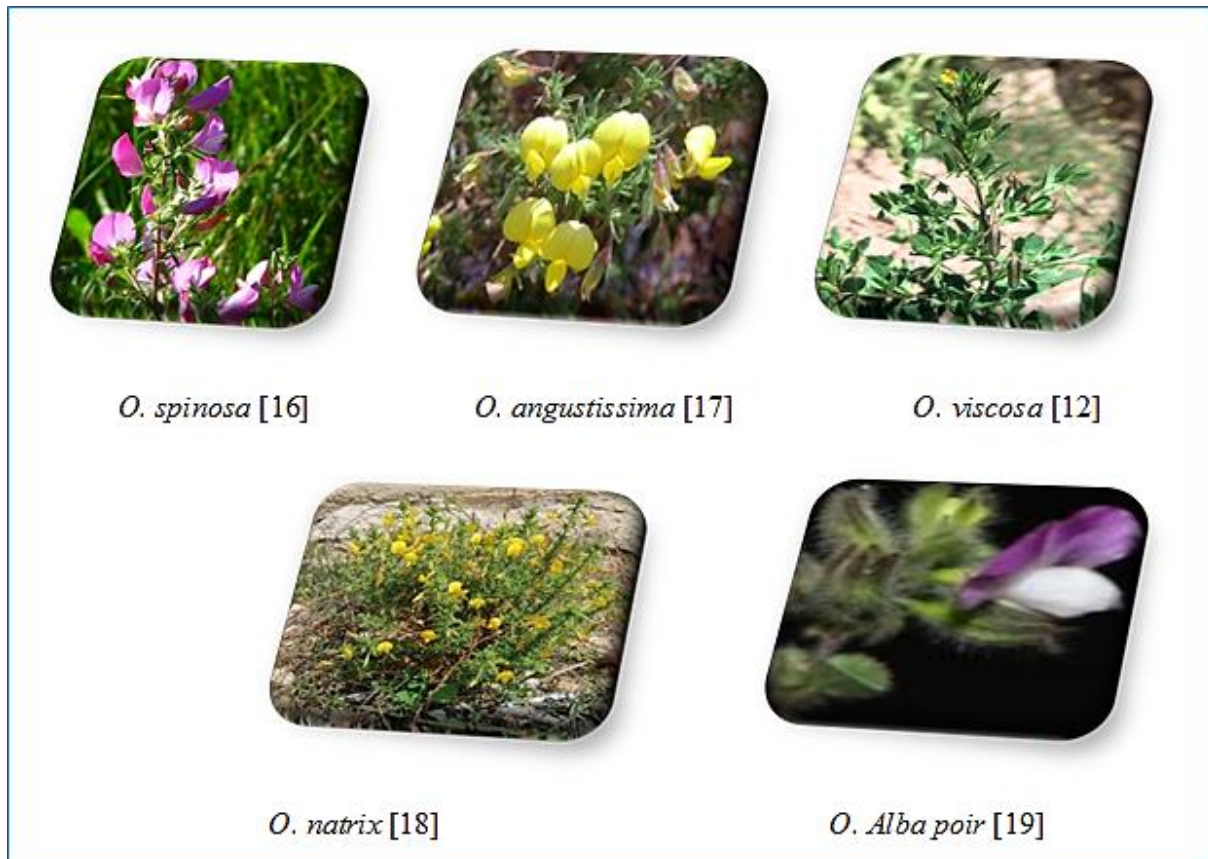 O. spinosa [16] O. angustissima [17] O. viscosa [12]
O. natrix [18] O. Alba poir [19]